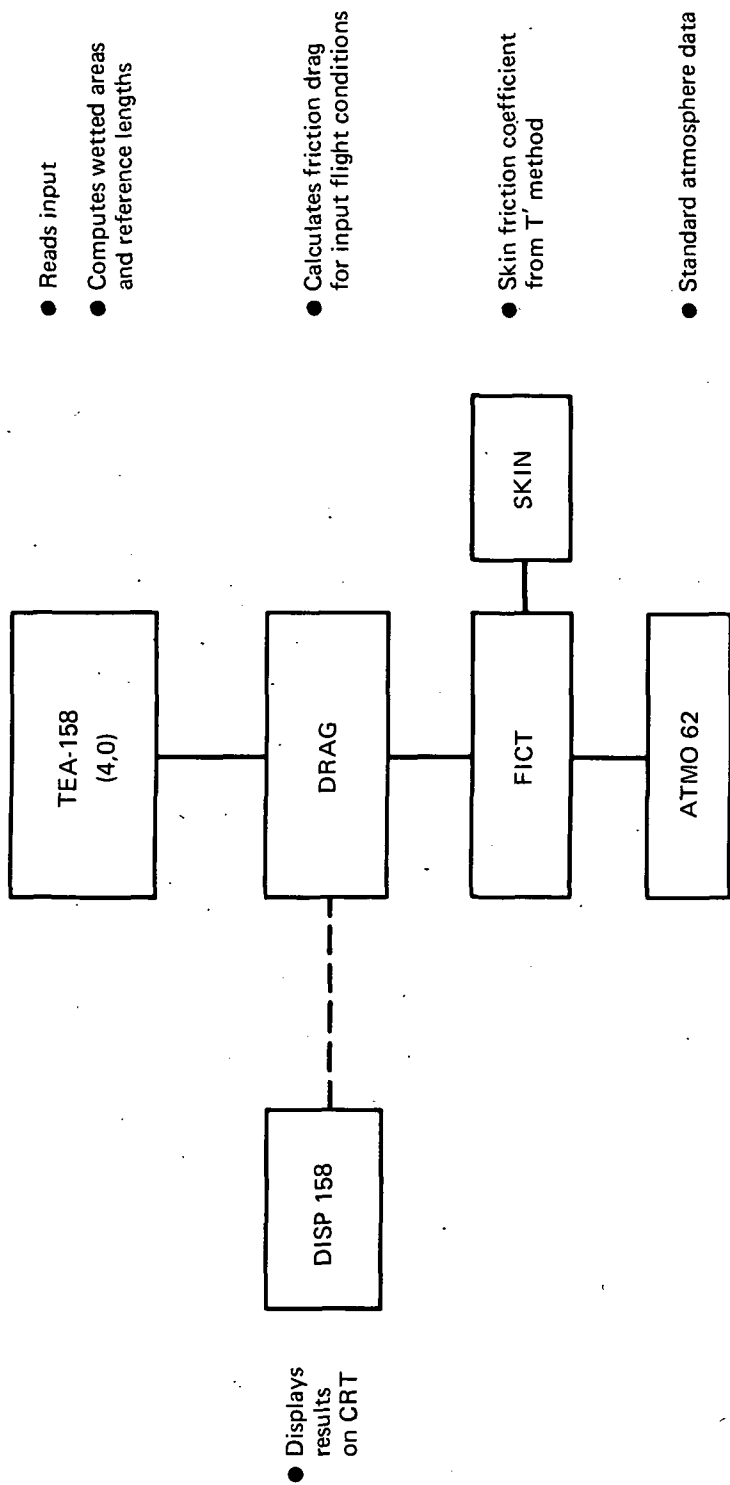 TEA-158
(4,0)
● Reads input
● Computes wetted areas
and reference lengths
● Displays
results
on CRT
DISP 158
DRAG
● Calculates friction drag
for input flight conditions
FICT
SKIN
● Skin friction coefficient
from T′ method
ATMO 62
● Standard atmosphere data